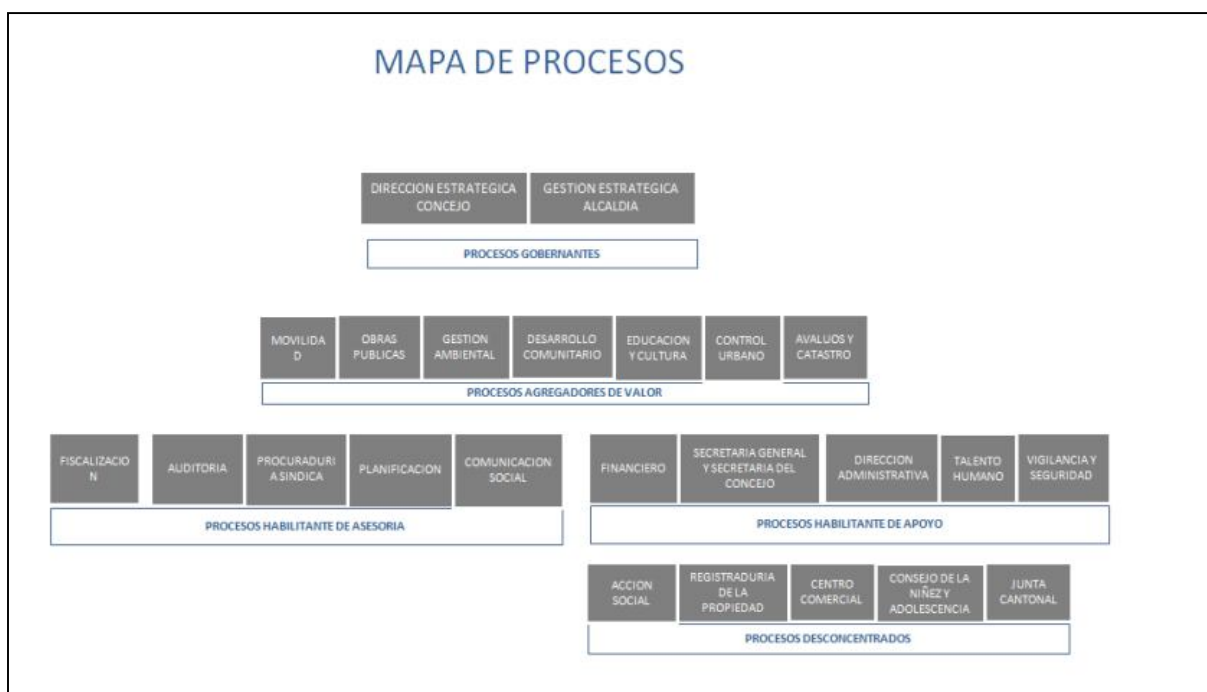 MAPA DE PROCESOS
DIRECCION ESTRATEGICA
CONCEJO
GESTION ESTRATEGICA
ALCALDIA
PROCESOS GOBERNANTES
MOVILIDA
D
OBRAS
PUBLICAS
GESTION
AMBIENTAL
DESARROLLO
COMUNITARIO
EDUCACION
Y CULTURA
CONTROL
URBANO
AVALUOS Y
CATASTRO
PROCESOS AGREGADORES DE VALOR
FISCALIZACIO
N
AUDITORIA
PROCURADURI
A SINDICA
PLANIFICACION
COMUNICACION
SOCIAL
PROCESOS HABILITANTE DE ASESORIA
FINANCIERO
SECRETARIA GENERAL
Y SECRETARIA DEL
CONCEJO
DIRECCION
ADMINISTRATIVA
TALENTO
HUMANO
VIGILANCIA Y
SEGURIDAD
PROCESOS HABILITANTE DE APOYO
ACCION
SOCIAL
REGISTRADURIA
DE LA
PROPIEDAD
CENTRO
COMERCIAL
CONSEJO DE LA
NIÑEZ Y
ADOLESCENCIA
JUNTA
CANTONAL
PROCESOS DESCONCENTRADOS